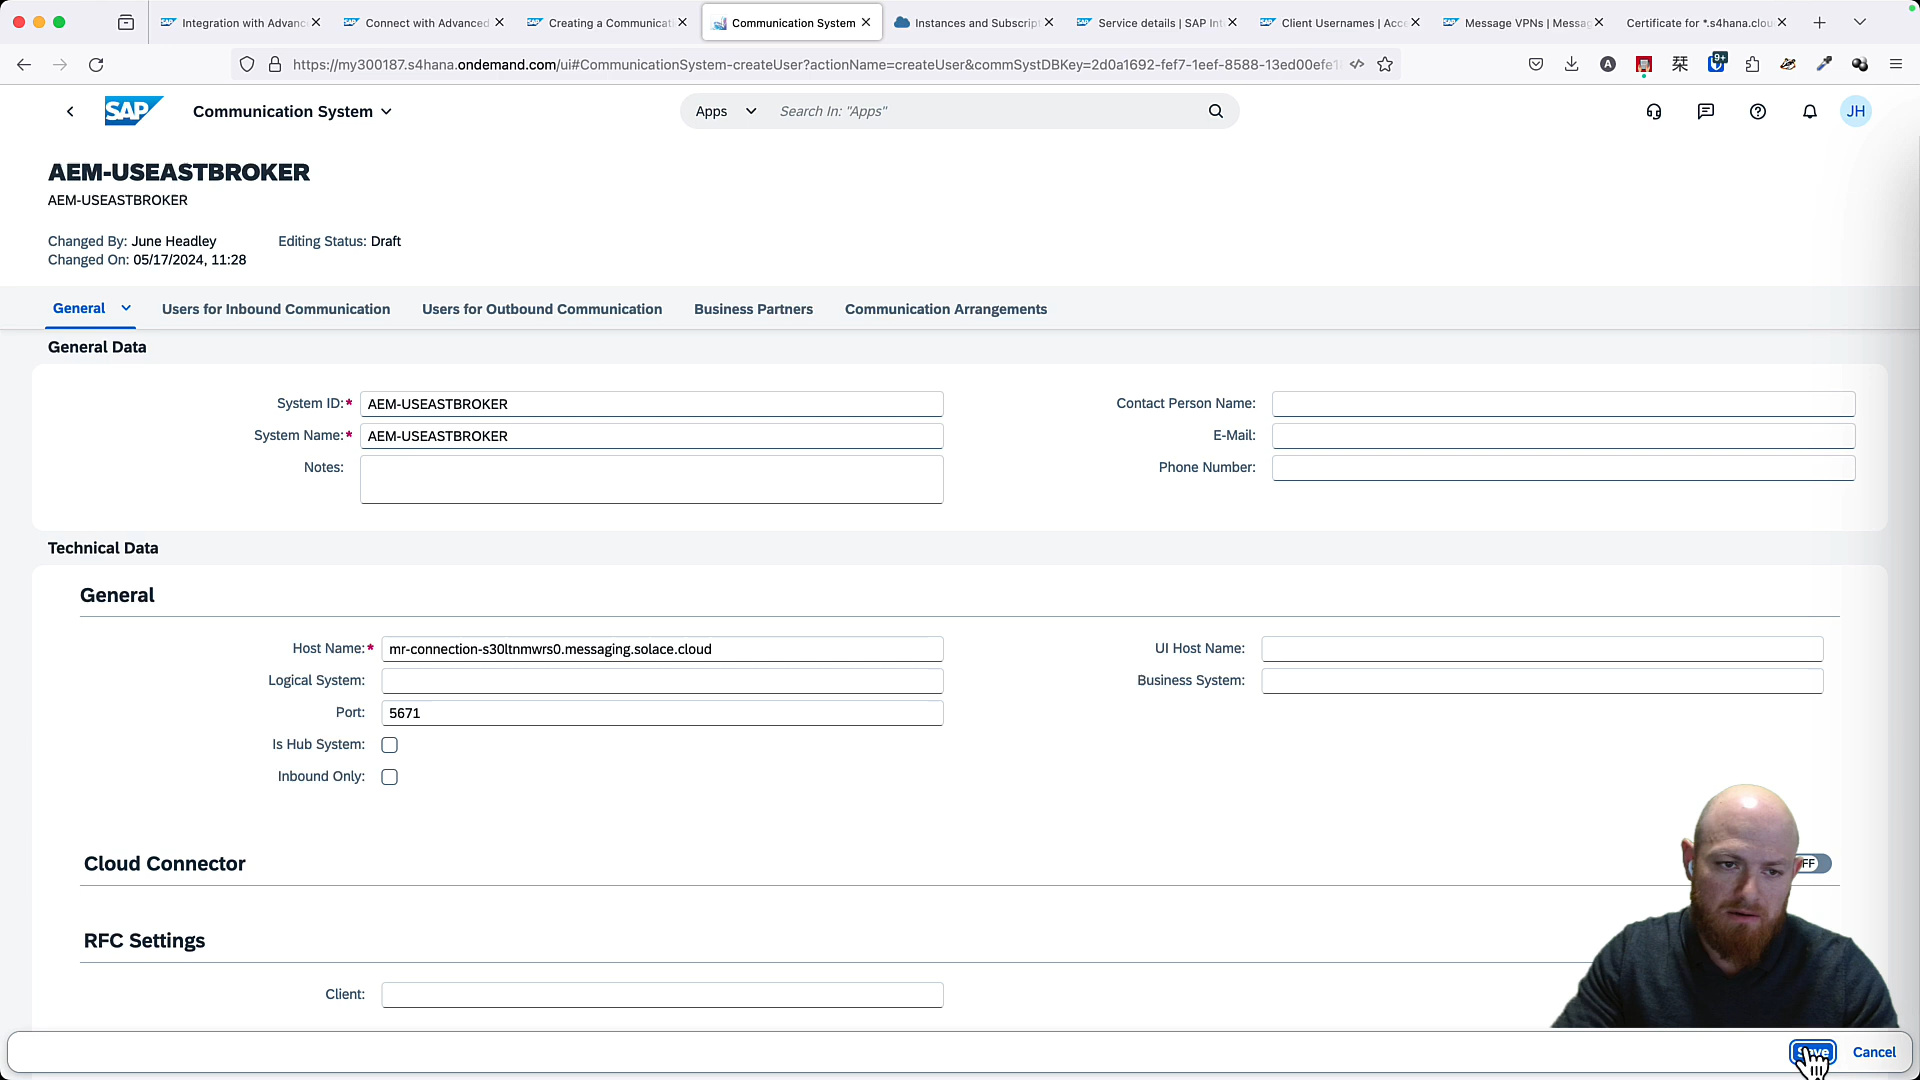 Integration with Advanc
Connect with Advanced
Creating a Communicati
Communication System
Instances and Subscript
Service details | SAP Int
Client Usernames | Acce
Message VPNs | Messag
Certificate for *.s4hana.clou
https://my300187.s4hana.ondemand.com/ui#CommunicationSystem-createUser?actionName=createUser&commSystDBKey=2d0a1692-fef7-1eef-8588-13ed00efe1
9+
SAP
Communication System
Apps
Search In: "Apps"
JH
AEM-USEASTBROKER
AEM-USEASTBROKER
Changed By: June Headley
Editing Status: Draft
Changed On: 05/17/2024, 11:28
General
Users for Inbound Communication
Users for Outbound Communication
Business Partners
Communication Arrangements
General Data
System ID:* AEM-USEASTBROKER
Contact Person Name:
System Name:* AEM-USEASTBROKER
E-Mail:
Notes:
Phone Number:
Technical Data
General
Host Name:* mr-connection-s30ltnmwrs0.messaging.solace.cloud
UI Host Name:
Logical System:
Business System:
Port: 5671
Is Hub System:
Inbound Only:
Cloud Connector
RFC Settings
Client:
Save
Cancel